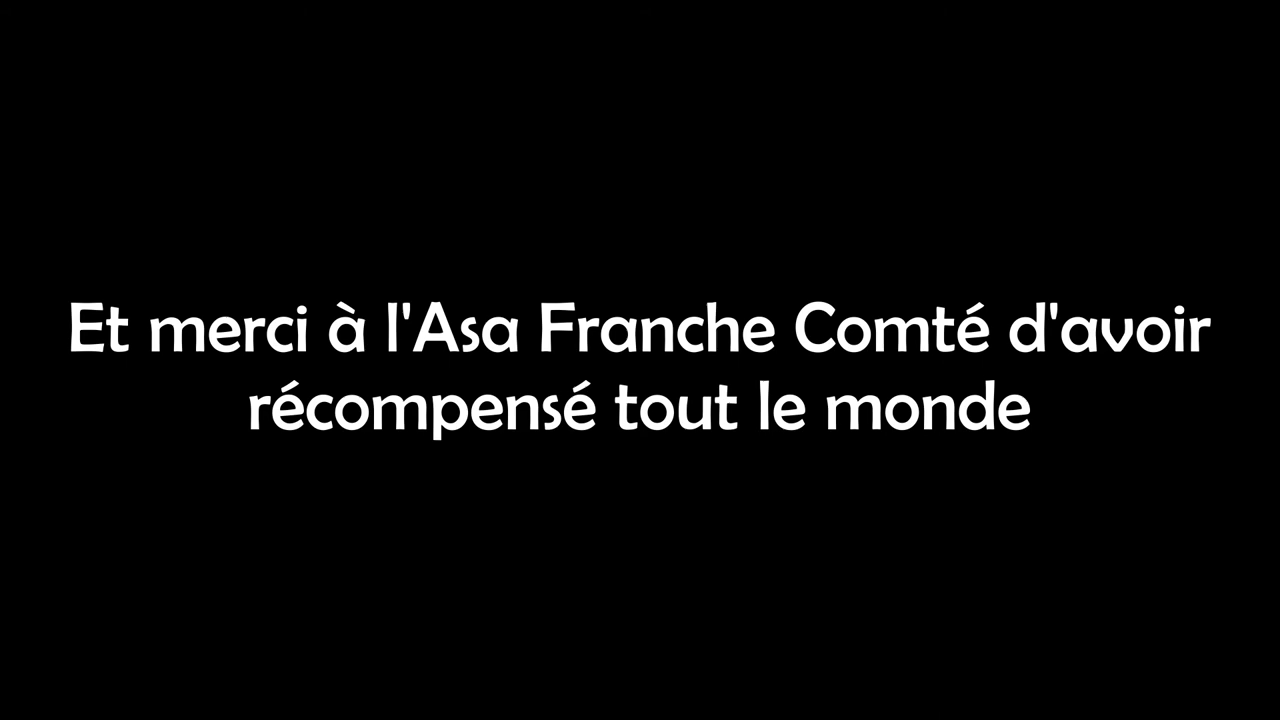 Et merci à l'Asa Franche Comté d'avoir
récompensé tout le monde